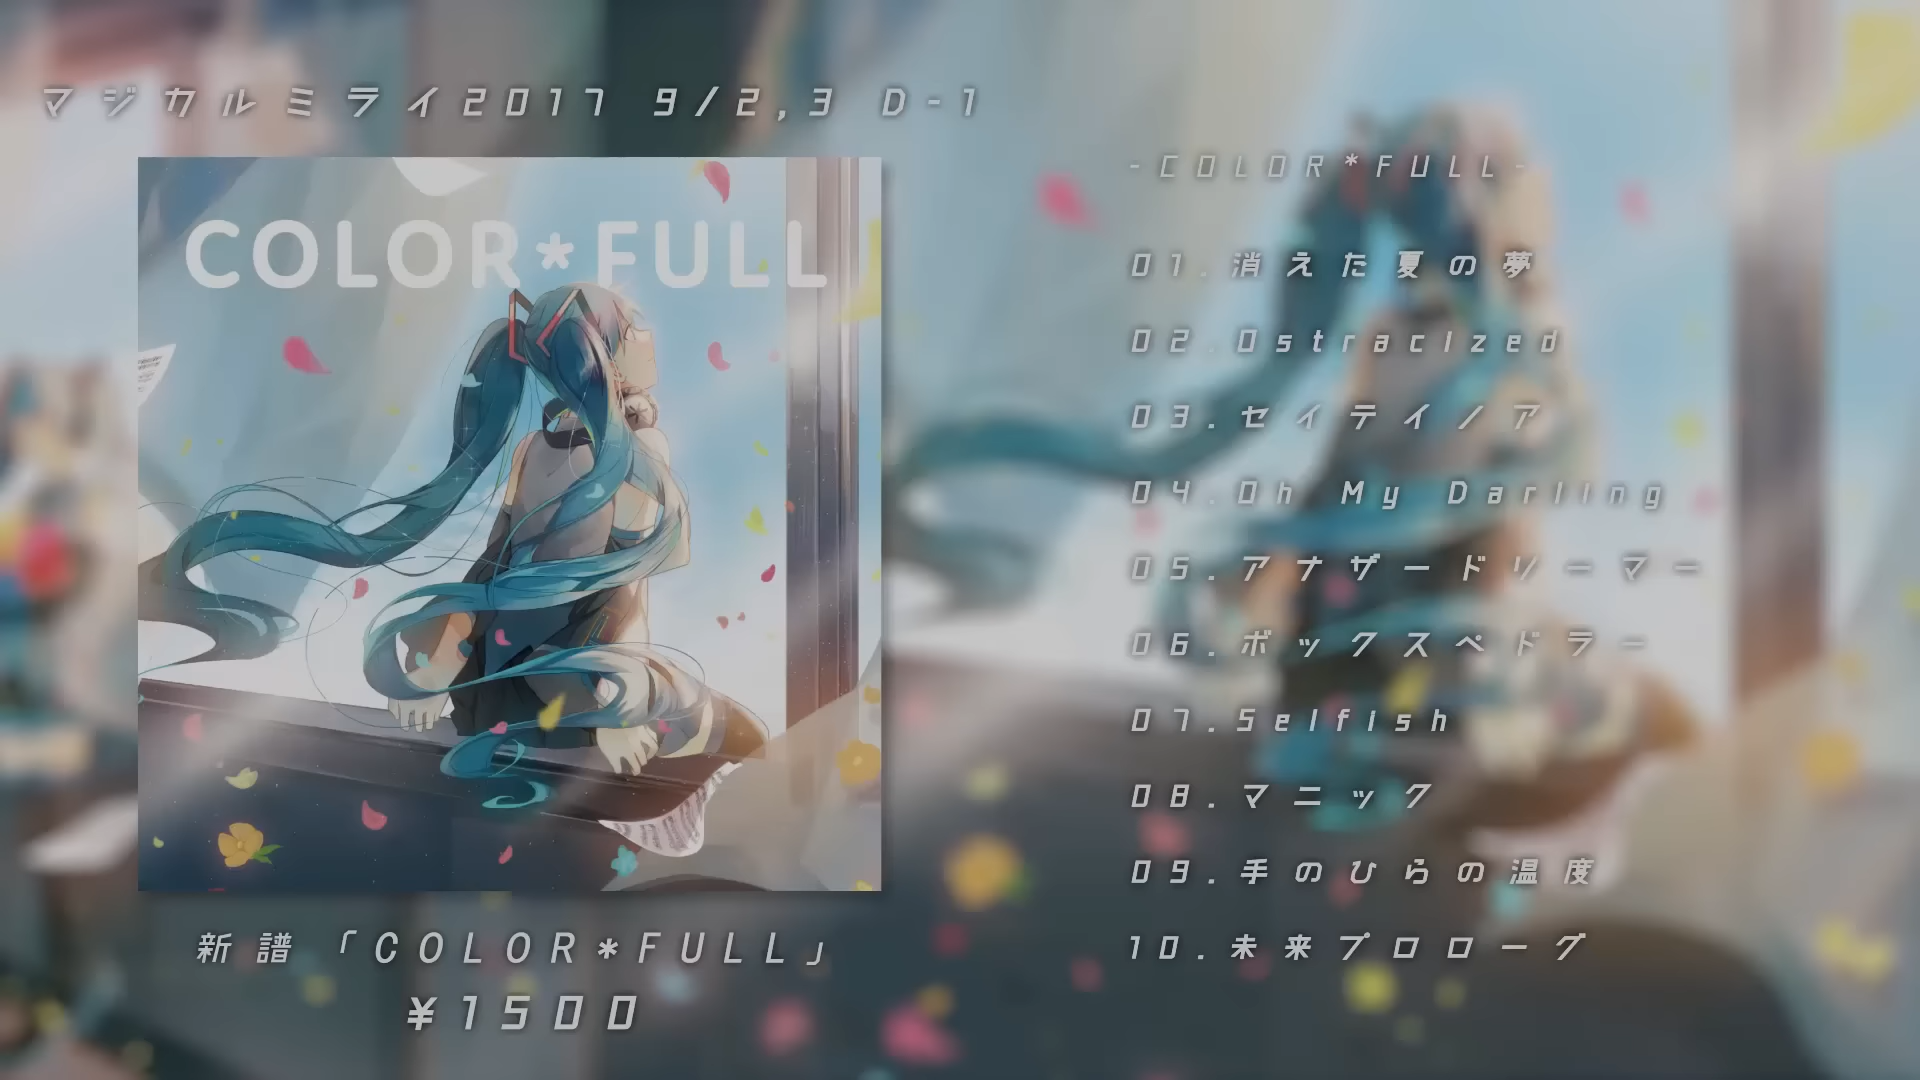 マジカルミライ2017 9/2,3 D-1
COLOR*FULL
新譜「COLOR*FULL」
¥1500
-COLOR*FULL-
01.消えた夏の夢
02.Ostracized
03.セイテイノア
04.Oh My Darling
05.アナザードリーマー
06.ボックスペドラー
07.Selfish
08.マニック
09.手のひらの温度
10.未来プロローグ